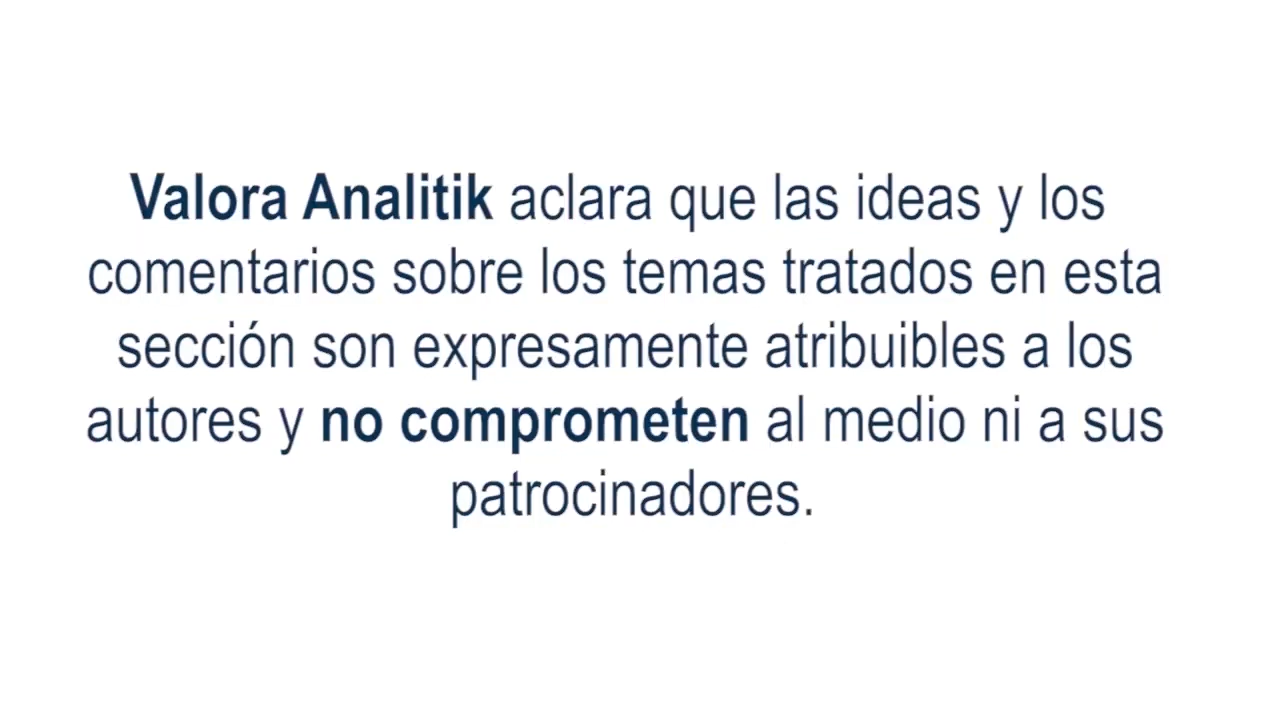 Valora Analitik aclara que las ideas y los
comentarios sobre los temas tratados en esta
sección son expresamente atribuibles a los
autores y no comprometen al medio ni a sus
patrocinadores.